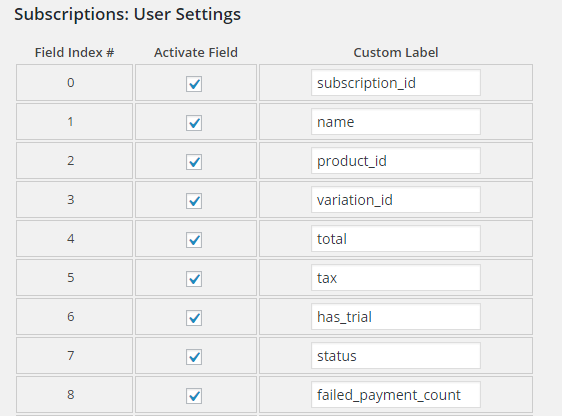 Subscriptions: User Settings
Field Index # Activate Field Custom Label
0 subscription_id
1 name
2 product_id
3 variation_id
4 total
5 tax
6 has_trial
7 status
8 failed_payment_count